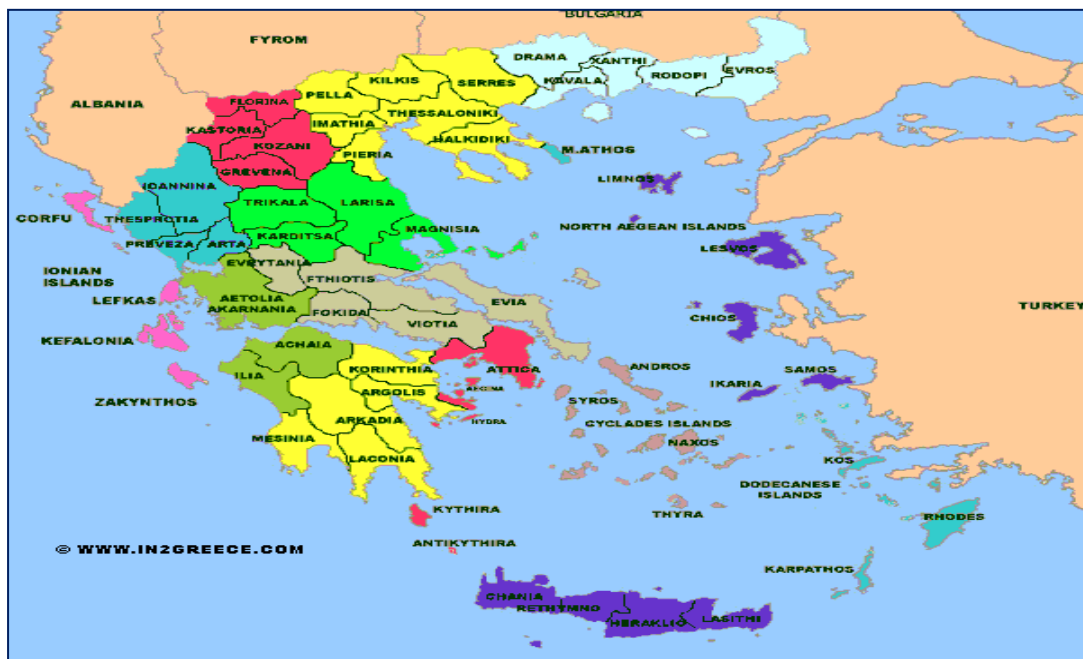 BULGARIA
FYROM
ALBANIA
DRAMA
XANTHI
KAVALA
RODOPI
EVROS
KILKIS
SERRES
PELLA
FLORINA
THESSALONIKI
IMATHIA
KASTORIA
HALKIDIKI
KOZANI
PIERIA
M.ATHOS
GREVENA
IOANNINA
LIMNOS
TRIKALA
LARISA
CORFU
THESPROTIA
NORTH AEGEAN ISLANDS
MAGNISIA
KARDITSA
PREVEZA
ARTA
LESVOS
EVRYTANIA
IONIAN
ISLANDS
FTHIOTIS
LEFKAS
AETOLIA
AKARNANIA
EVIA
TURKEY
FOKIDA
VIOTIA
CHIOS
KEFALONIA
ACHAIA
KORINTHIA
ATTICA
ANDROS
SAMOS
ILIA
IKARIA
AEGINA
ARGOLIS
ZAKYNTHOS
SYROS
HYDRA
ARKADIA
CYCLADES ISLANDS
MESINIA
NAXOS
LACONIA
KOS
DODECANESE
ISLANDS
KYTHIRA
THYRA
RHODES
ANTIKYTHIRA
© WWW.IN2GREECE.COM
KARPATHOS
CHANIA
RETHYMNO
HERAKLIO
LASITHI